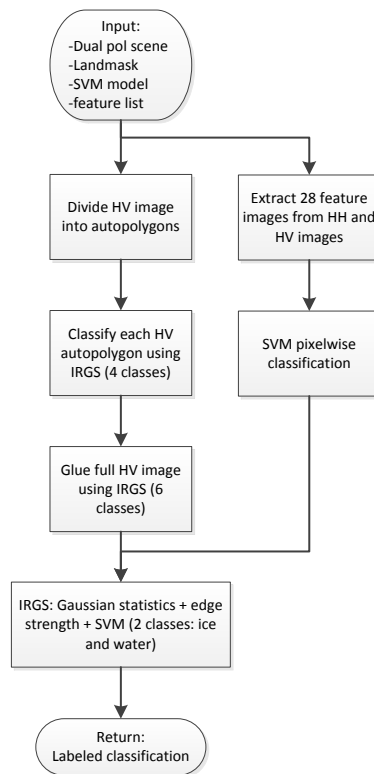 Input:
-Dual pol scene
-Landmask
-SVM model
-feature list
Divide HV image
into autopolygons
Extract 28 feature
images from HH and
HV images
Classify each HV
autopolygon using
IRGS (4 classes)
SVM pixelwise
classification
Glue full HV image
using IRGS (6
classes)
IRGS: Gaussian statistics + edge
strength + SVM (2 classes: ice
and water)
Return:
Labeled classification